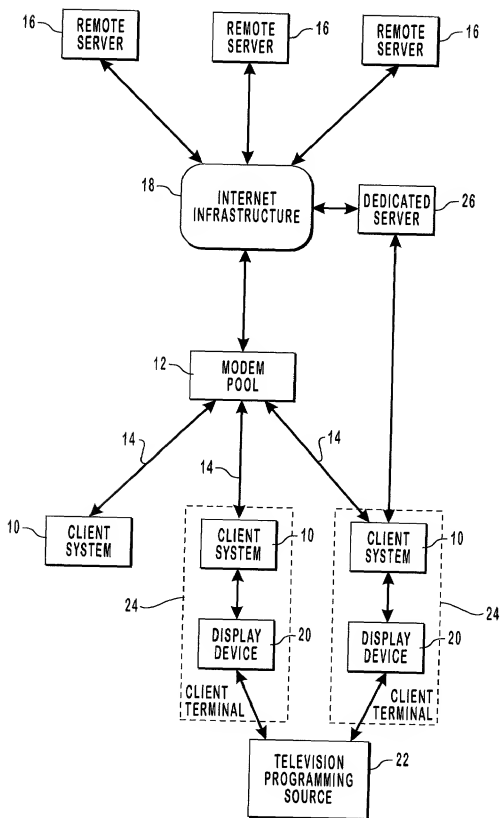 16 REMOTE SERVER
REMOTE SERVER 16
REMOTE SERVER 16
18 INTERNET INFRASTRUCTURE
DEDICATED SERVER 26
12 MODEM POOL
14
14
14
10 CLIENT SYSTEM
CLIENT SYSTEM 10
CLIENT SYSTEM 10
24
24
DISPLAY DEVICE 20
DISPLAY DEVICE 20
CLIENT TERMINAL
CLIENT TERMINAL
TELEVISION PROGRAMMING SOURCE 22